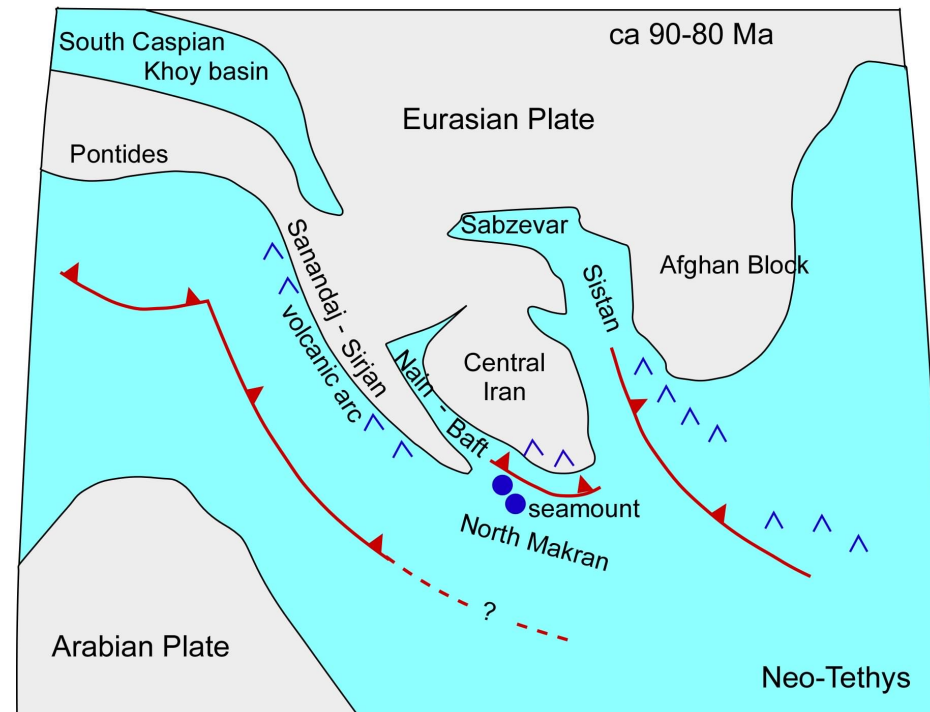 ca 90-80 Ma
South Caspian
Khoy basin
Eurasian Plate
Pontides
Sabzevar
Afghan Block
Sistan
Sanandaj - Sirjan
volcanic arc
Nain - Baft
Central
Iran
seamount
North Makran
?
Arabian Plate
Neo-Tethys